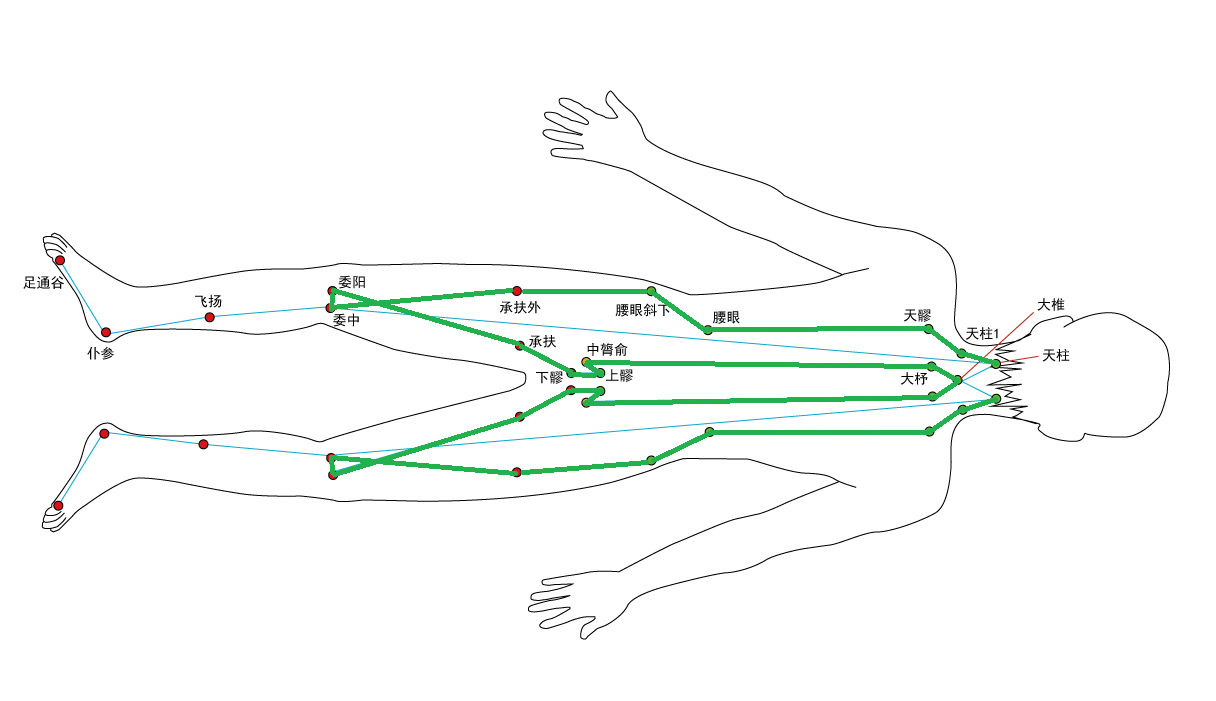 足通谷
仆参
飞扬
委阳
委中
承扶外
承扶
下髎
中膂俞
上髎
腰眼斜下
腰眼
天髎
大杼
天柱1
大椎
天柱